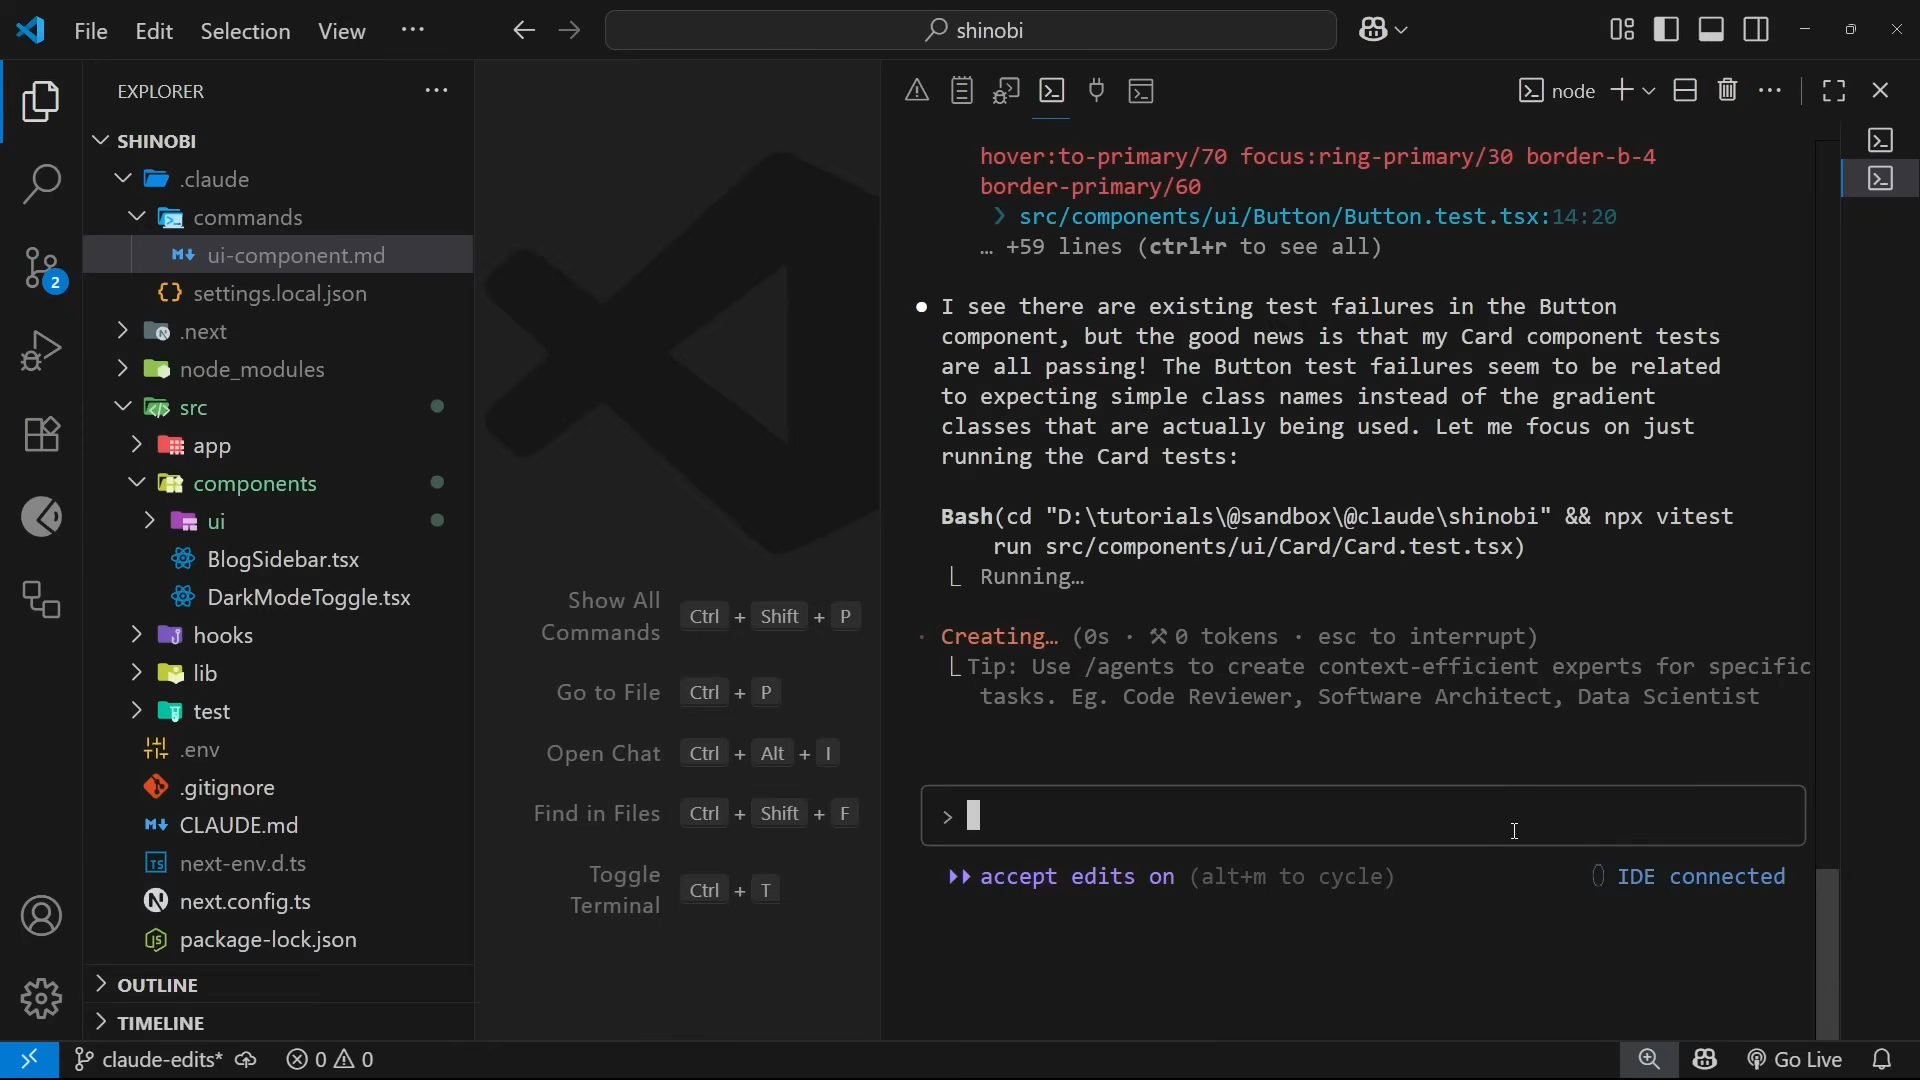 File Edit Selection View ···
shinobi
EXPLORER
SHINOBI
.claude
commands
ui-component.md
settings.local.json
.next
node_modules
src
app
components
ui
BlogSidebar.tsx
DarkModeToggle.tsx
hooks
lib
test
.env
.gitignore
CLAUDE.md
next-env.d.ts
next.config.ts
package-lock.json
OUTLINE
TIMELINE
2
Show All
Commands
Ctrl + Shift + P
Go to File Ctrl + P
Open Chat Ctrl + Alt + I
Find in Files Ctrl + Shift + F
Toggle
Terminal
Ctrl + T
node
hover:to-primary/70 focus:ring-primary/30 border-b-4
border-primary/60
❯ src/components/ui/Button/Button.test.tsx:14:20
… +59 lines (ctrl+r to see all)
● I see there are existing test failures in the Button
component, but the good news is that my Card component tests
are all passing! The Button test failures seem to be related
to expecting simple class names instead of the gradient
classes that are actually being used. Let me focus on just
running the Card tests:
Bash(cd "D:\tutorials\@sandbox\@claude\shinobi" && npx vitest
run src/components/ui/Card/Card.test.tsx)
⎿ Running…
· Creating… (0s · ⚒ 0 tokens · esc to interrupt)
⎿ Tip: Use /agents to create context-efficient experts for specific
tasks. Eg. Code Reviewer, Software Architect, Data Scientist
>
⏵⏵ accept edits on (alt+m to cycle)
IDE connected
claude-edits* 0 0
Go Live